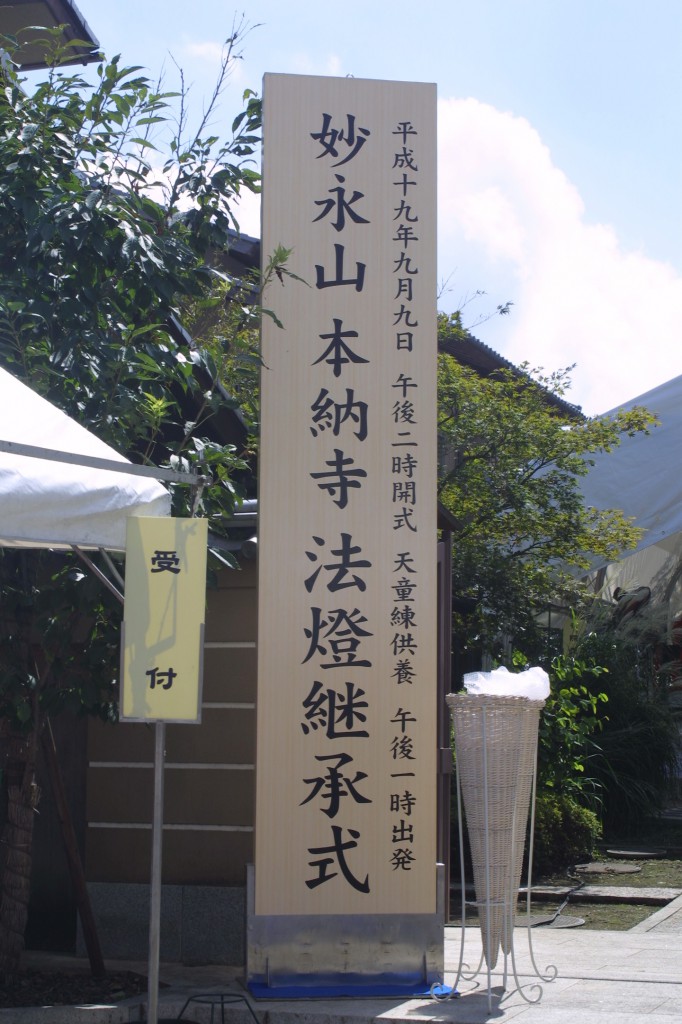 平成十九年九月九日 午後二時開式 天童練供養 午後一時出発
妙永山 本納寺 法燈継承式
受付